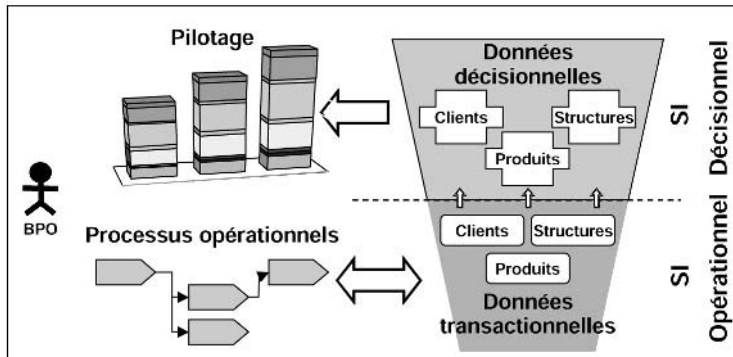 Pilotage
Données
décisionnelles
Clients
Structures
Produits
SI
Décisionnel
BPO
Processus opérationnels
Clients
Structures
Produits
Données
transactionnelles
SI
Opérationnel